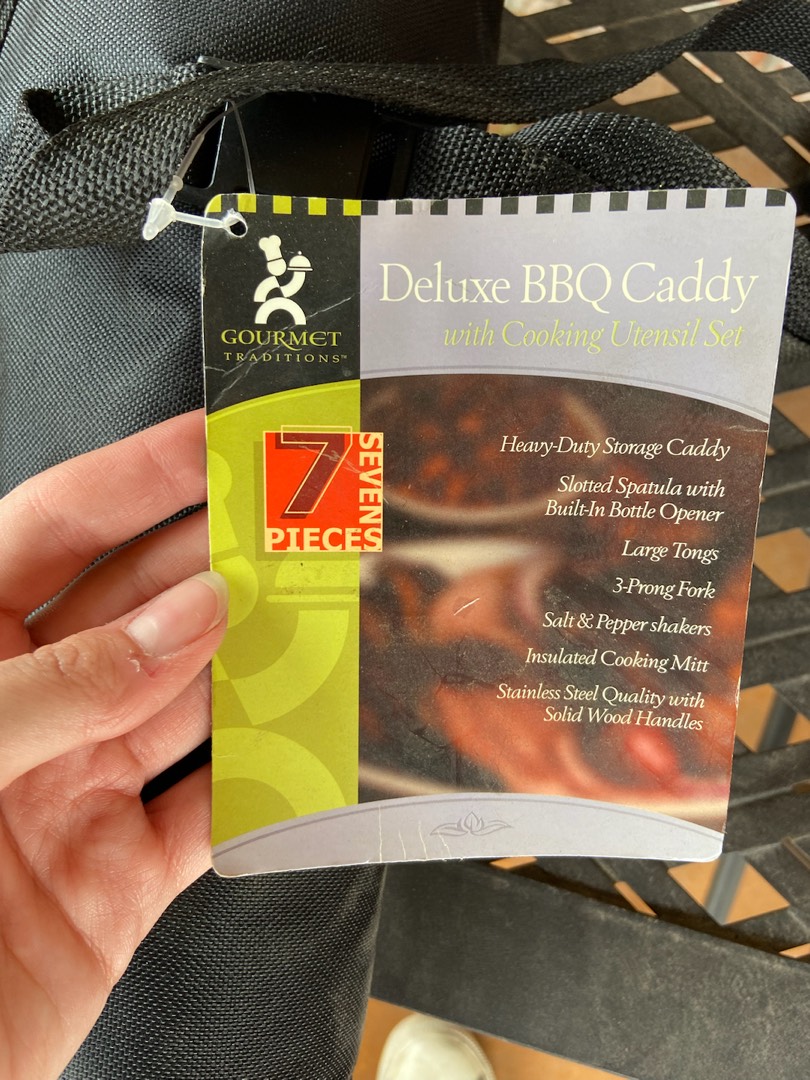 GOURMET
TRADITIONS™
Deluxe BBQ Caddy
with Cooking Utensil Set
7
SEVEN
PIECES
Heavy-Duty Storage Caddy
Slotted Spatula with
Built-In Bottle Opener
Large Tongs
3-Prong Fork
Salt & Pepper shakers
Insulated Cooking Mitt
Stainless Steel Quality with
Solid Wood Handles